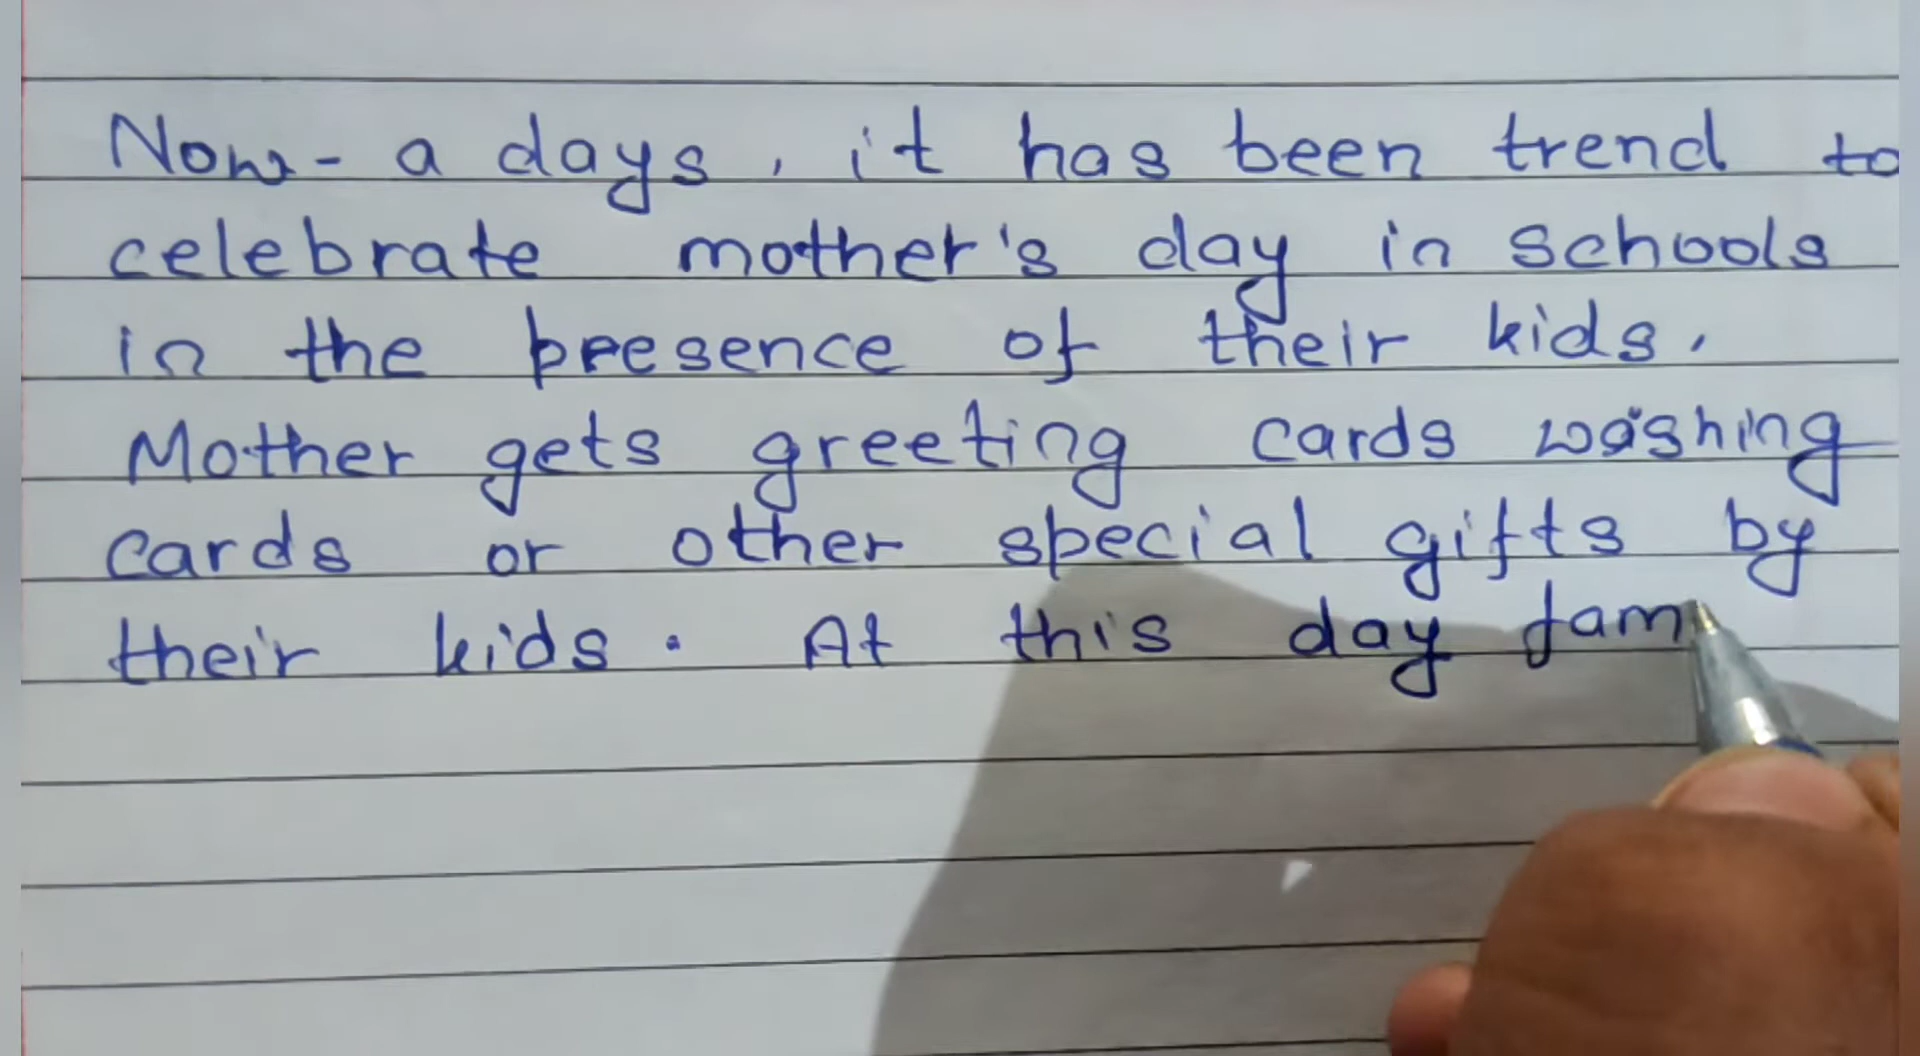 Now-a days, it has been trend to
celebrate mother's day in schools
in the presence of their kids.
Mother gets greeting cards washing
cards or other special gifts by
their kids. At this day fam